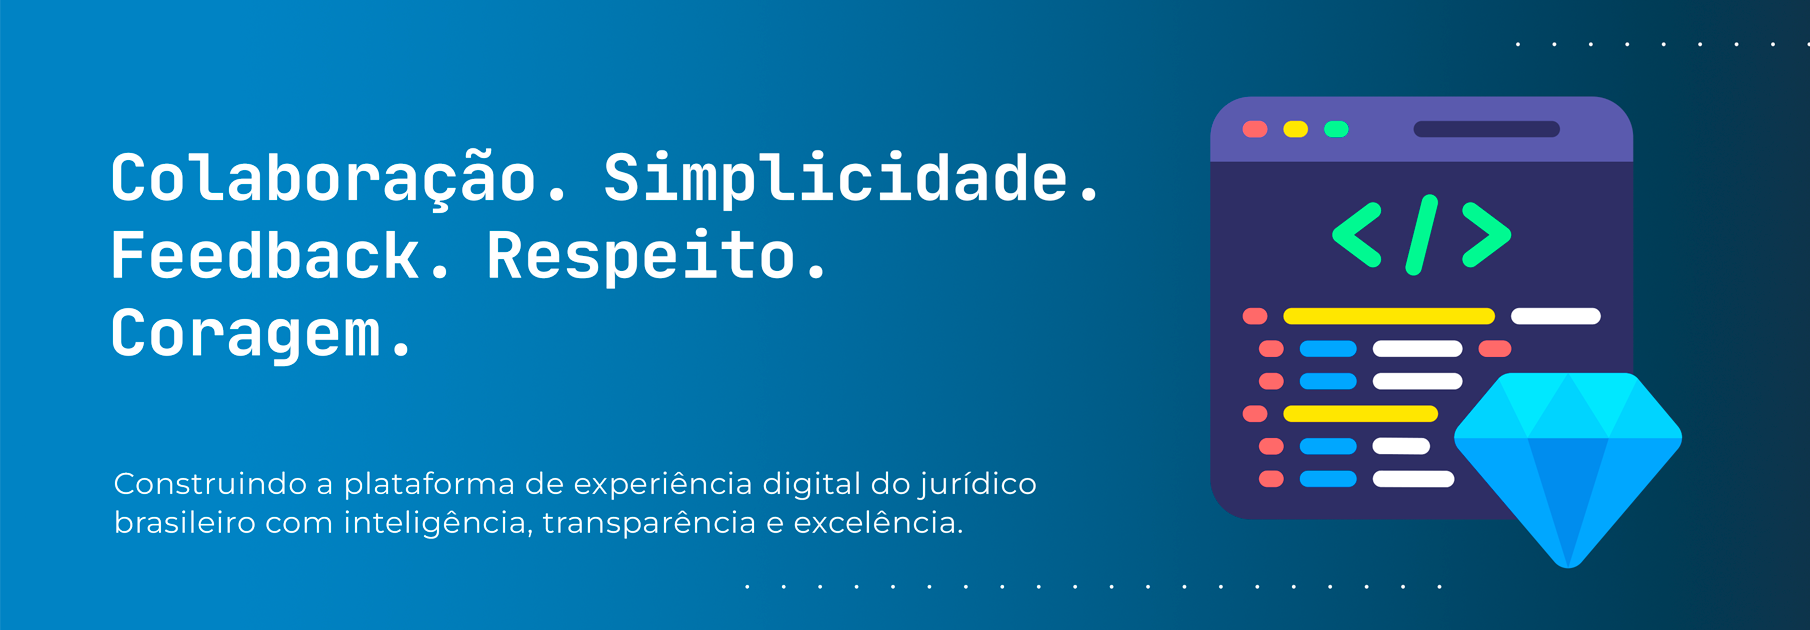 Colaboração. Simplicidade.
Feedback. Respeito.
Coragem.
Construindo a plataforma de experiência digital do jurídico
brasileiro com inteligência, transparência e excelência.